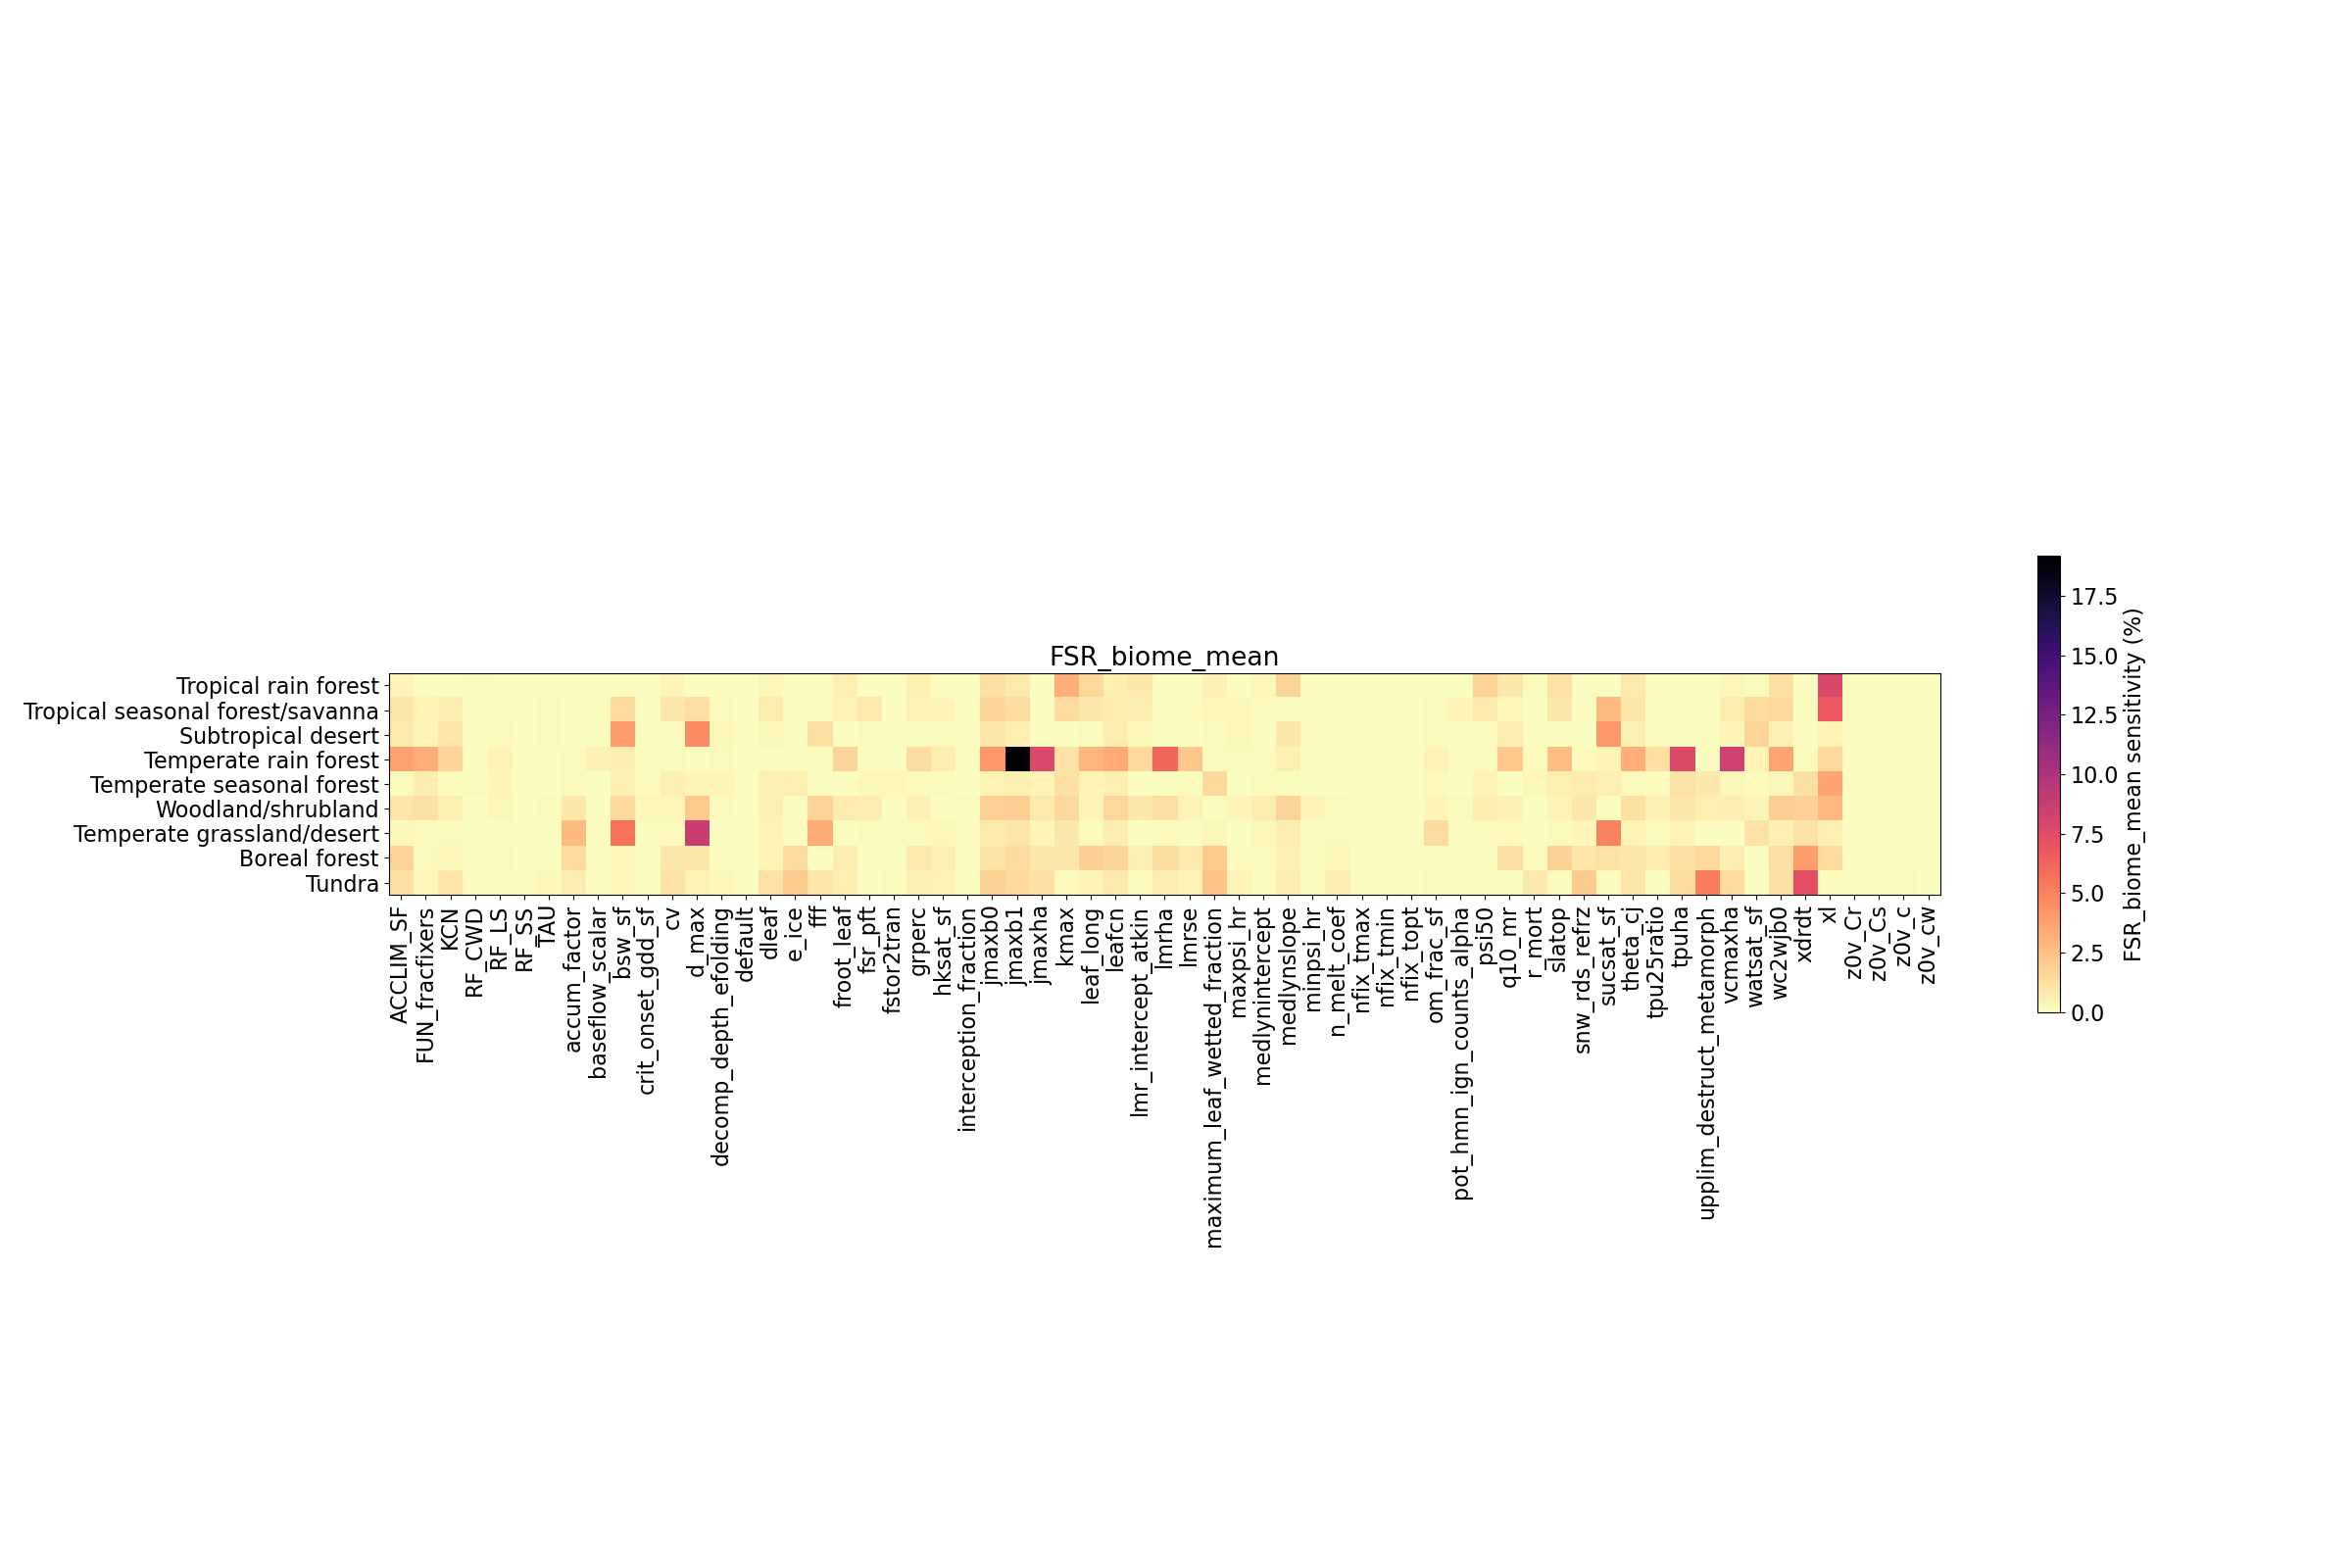 FSR_biome_mean
Tropical rain forest
Tropical seasonal forest/savanna
Subtropical desert
Temperate rain forest
Temperate seasonal forest
Woodland/shrubland
Temperate grassland/desert
Boreal forest
Tundra
ACCLIM_SF
FUN_fracfixers
KCN
RF_CWD
RF_LS
RF_SS
TAU
accum_factor
baseflow_scalar
bsw_sf
crit_onset_gdd_sf
cv
d_max
decomp_depth_efolding
default
dleaf
e_ice
fff
froot_leaf
fsr_pft
fstor2tran
grperc
hksat_sf
interception_fraction
jmaxb0
jmaxb1
jmaxha
kmax
leaf_long
leafcn
lmr_intercept_atkin
lmrha
lmrse
maximum_leaf_wetted_fraction
maxpsi_hr
medlynintercept
medlynslope
minpsi_hr
n_melt_coef
nfix_tmax
nfix_tmin
nfix_topt
om_frac_sf
pot_hmn_ign_counts_alpha
psi50
q10_mr
r_mort
slatop
snw_rds_refrz
sucsat_sf
theta_cj
tpu25ratio
tpuha
upplim_destruct_metamorph
vcmaxha
watsat_sf
wc2wjb0
xdrdt
xl
z0v_Cr
z0v_Cs
z0v_c
z0v_cw
17.5
15.0
12.5
10.0
7.5
5.0
2.5
0.0
FSR_biome_mean sensitivity (%)